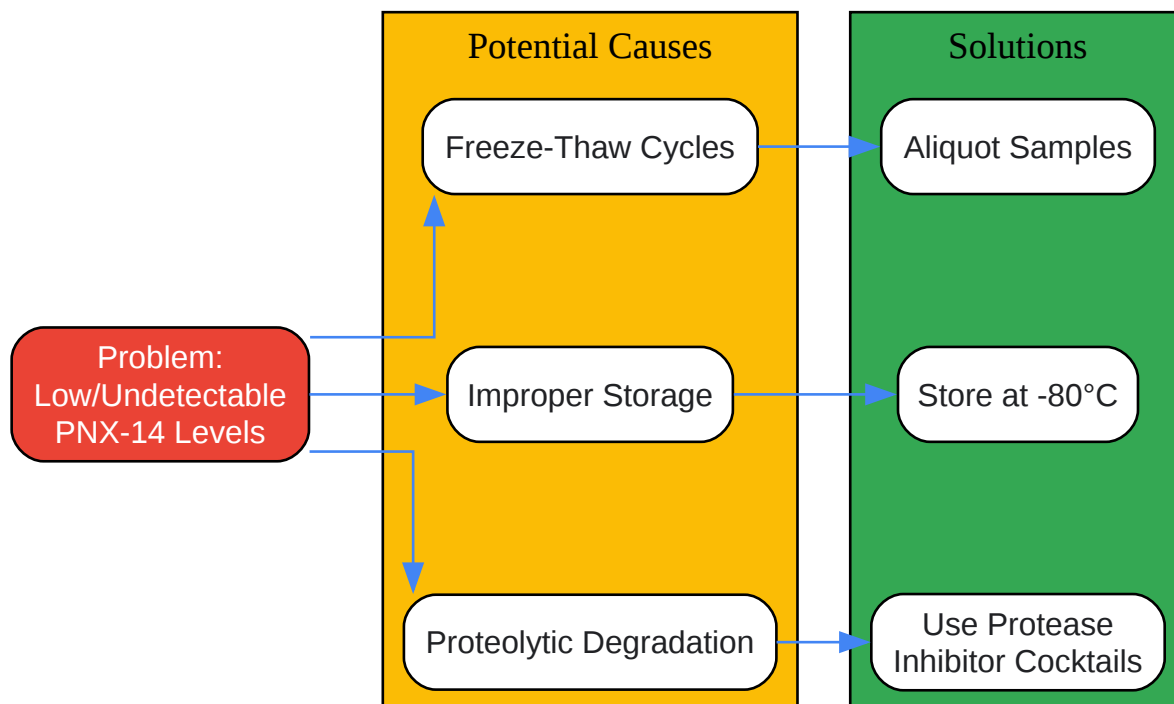 Potential Causes
Solutions
Freeze-Thaw Cycles
Aliquot Samples
Problem:
Low/Undetectable
PNX-14 Levels
Improper Storage
Store at -80°C
Proteolytic Degradation
Use Protease
Inhibitor Cocktails